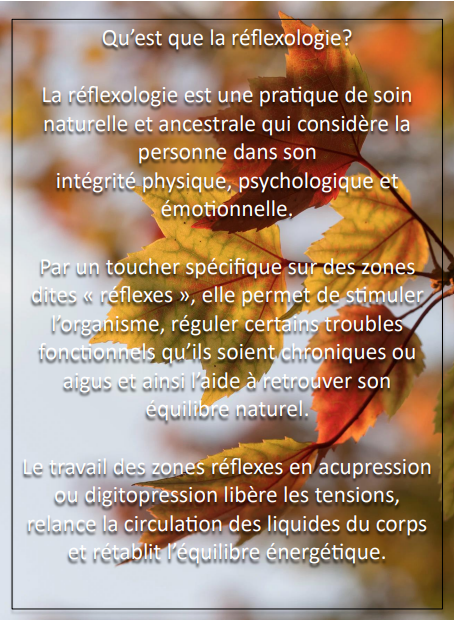 Qu’est que la réflexologie?
La réflexologie est une pratique de soin
naturelle et ancestrale qui considère la
personne dans son
intégrité physique, psychologique et
émotionnelle.
Par un toucher spécifique sur des zones
dites « réflexes », elle permet de stimuler
l’organisme, réguler certains troubles
fonctionnels qu’ils soient chroniques ou
aigus et ainsi l’aide à retrouver son
équilibre naturel.
Le travail des zones réflexes en acupression
ou digitopression libère les tensions,
relance la circulation des liquides du corps
et rétablit l’équilibre énergétique.